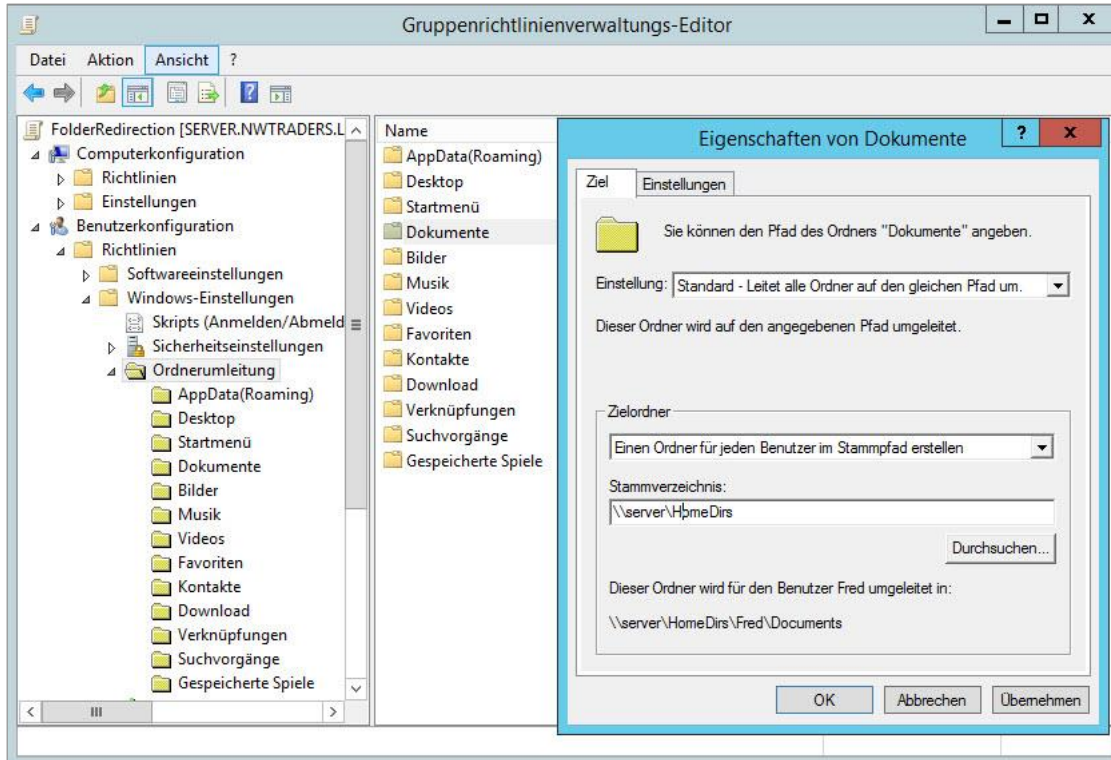 Gruppenrichtlinienverwaltungs-Editor
Datei Aktion Ansicht ?
FolderRedirection [SERVER.NWTRADERS.L
Computerkonfiguration
Richtlinien
Einstellungen
Benutzerkonfiguration
Richtlinien
Softwareeinstellungen
Windows-Einstellungen
Skripts (Anmelden/Abmeld
Sicherheitseinstellungen
Ordnerumleitung
AppData(Roaming)
Desktop
Startmenü
Dokumente
Bilder
Musik
Videos
Favoriten
Kontakte
Download
Verknüpfungen
Suchvorgänge
Gespeicherte Spiele
Name
AppData(Roaming)
Desktop
Startmenü
Dokumente
Bilder
Musik
Videos
Favoriten
Kontakte
Download
Verknüpfungen
Suchvorgänge
Gespeicherte Spiele
Eigenschaften von Dokumente
? x
Ziel Einstellungen
Sie können den Pfad des Ordners "Dokumente" angeben.
Einstellung: Standard - Leitet alle Ordner auf den gleichen Pfad um.
Dieser Ordner wird auf den angegebenen Pfad umgeleitet.
Zielordner
Einen Ordner für jeden Benutzer im Stammpfad erstellen
Stammverzeichnis:
\\server\HomeDirs
Durchsuchen...
Dieser Ordner wird für den Benutzer Fred umgeleitet in:
\\server\HomeDirs\Fred\Documents
OK Abbrechen Übernehmen